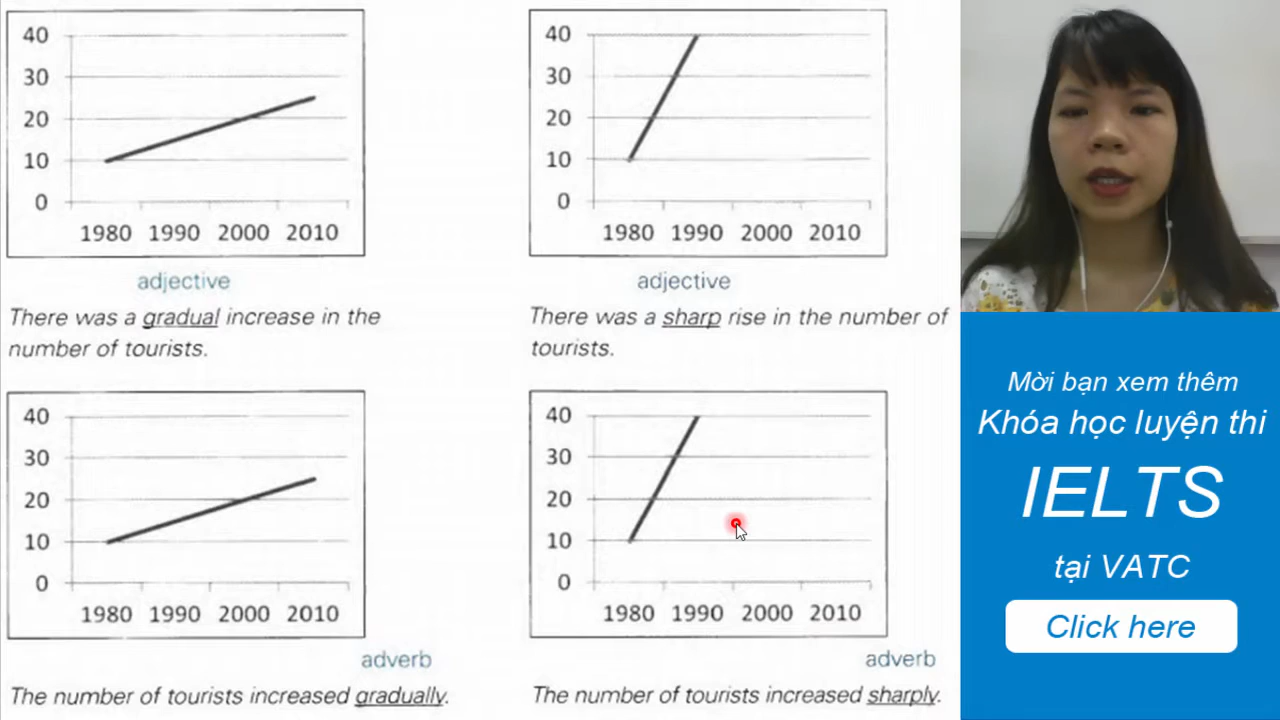 40
30
20
10
0
1980 1990 2000 2010
adjective
There was a gradual increase in the
number of tourists.
40
30
20
10
0
1980 1990 2000 2010
adjective
There was a sharp rise in the number of
tourists.
40
30
20
10
0
1980 1990 2000 2010
adverb
The number of tourists increased gradually.
40
30
20
10
0
1980 1990 2000 2010
adverb
The number of tourists increased sharply.
Mời bạn xem thêm
Khóa học luyện thi
IELTS
tại VATC
Click here